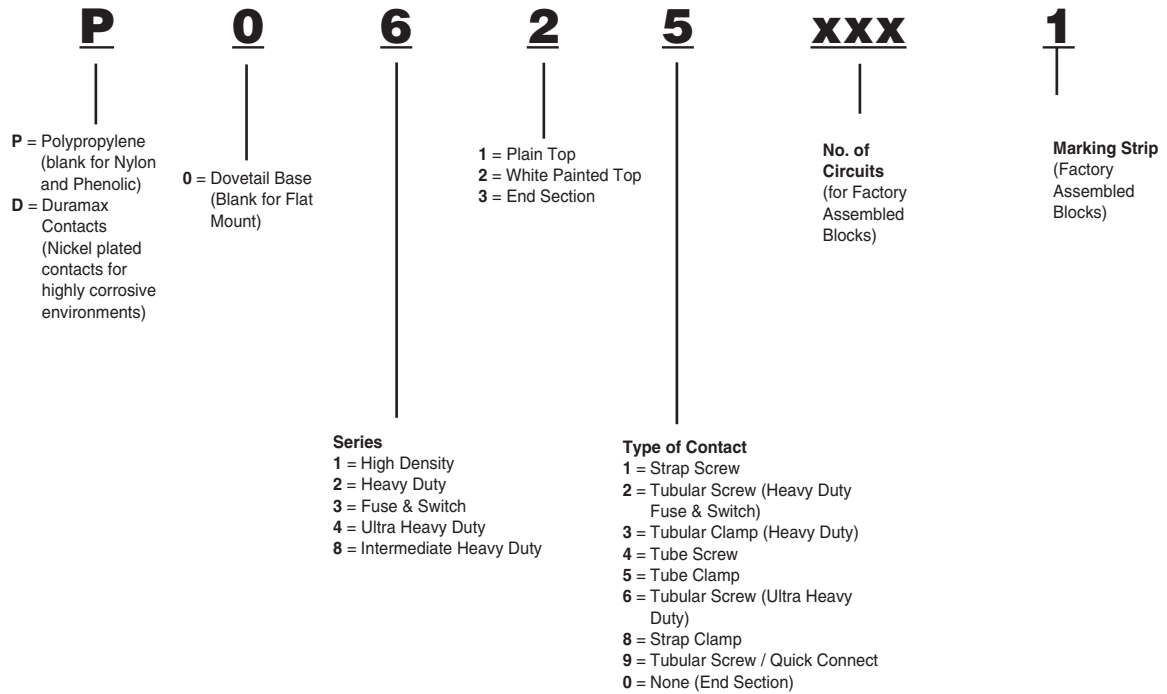 P 0 6 2 5 xxx 1
P = Polypropylene
(blank for Nylon
and Phenolic)
D = Duramax
Contacts
(Nickel plated
contacts for
highly corrosive
environments)
0 = Dovetail Base
(Blank for Flat
Mount)
1 = Plain Top
2 = White Painted Top
3 = End Section
No. of
Circuits
(for Factory
Assembled
Blocks)
Marking Strip
(Factory
Assembled
Blocks)
Series
1 = High Density
2 = Heavy Duty
3 = Fuse & Switch
4 = Ultra Heavy Duty
8 = Intermediate Heavy Duty
Type of Contact
1 = Strap Screw
2 = Tubular Screw (Heavy Duty
Fuse & Switch)
3 = Tubular Clamp (Heavy Duty)
4 = Tube Screw
5 = Tube Clamp
6 = Tubular Screw (Ultra Heavy
Duty)
8 = Strap Clamp
9 = Tubular Screw / Quick Connect
0 = None (End Section)